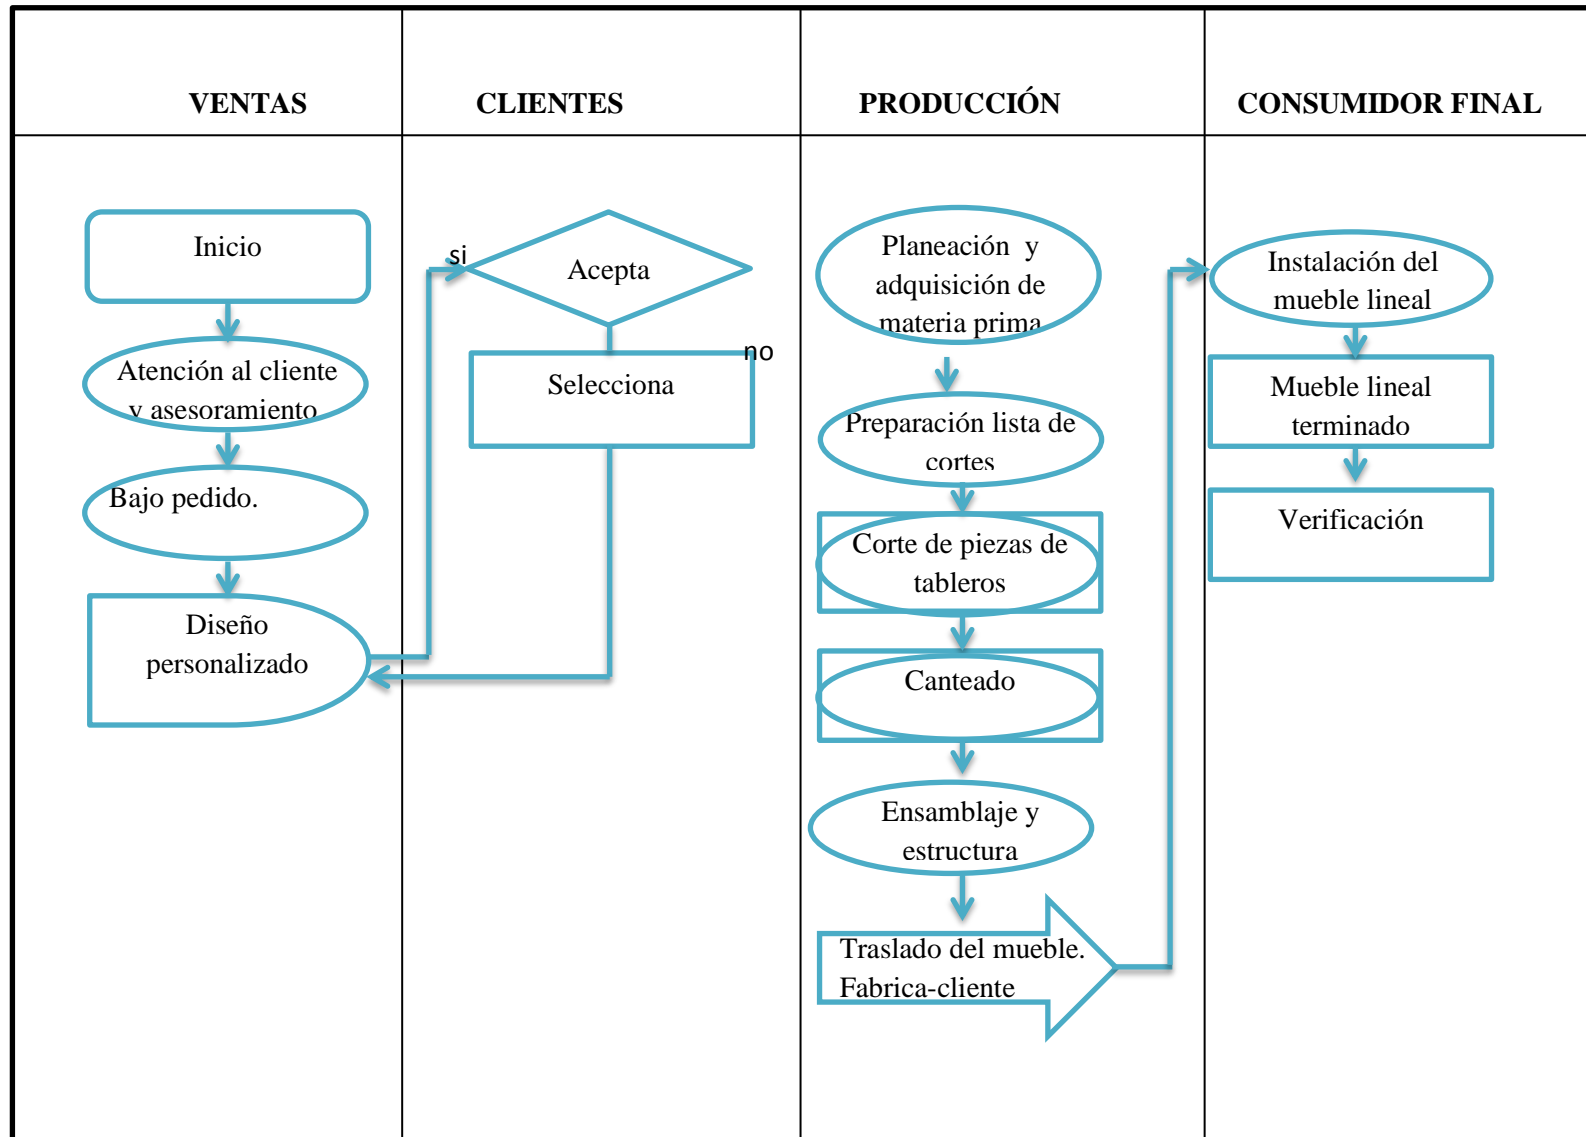 VENTAS
CLIENTES
PRODUCCIÓN
CONSUMIDOR FINAL
Inicio
Atención al cliente
y asesoramiento
Bajo pedido.
Diseño
personalizado
si
Acepta
no
Selecciona
Planeación y
adquisición de
materia prima
Preparación lista de
cortes
Corte de piezas de
tableros
Canteado
Ensamblaje y
estructura
Traslado del mueble.
Fabrica-cliente
Instalación del
mueble lineal
Mueble lineal
terminado
Verificación